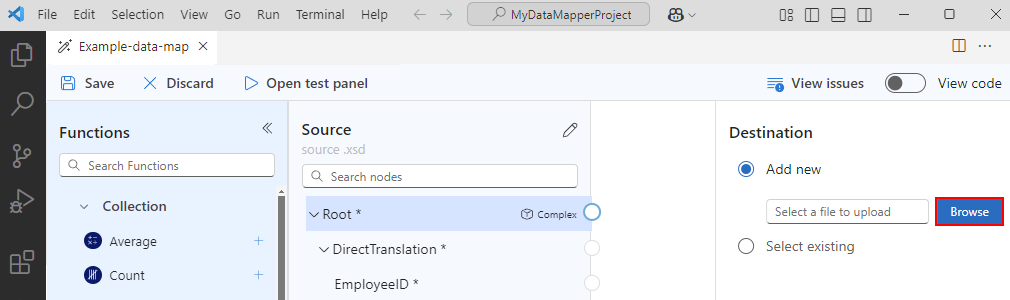 File Edit Selection View Go Run Terminal Help MyDataMapperProject
Example-data-map
Save Discard Open test panel View issues View code
Functions
Search Functions
Collection
Average
Count
Source
source .xsd
Search nodes
Root * Complex
DirectTranslation *
EmployeeID *
Destination
Add new
Select a file to upload Browse
Select existing